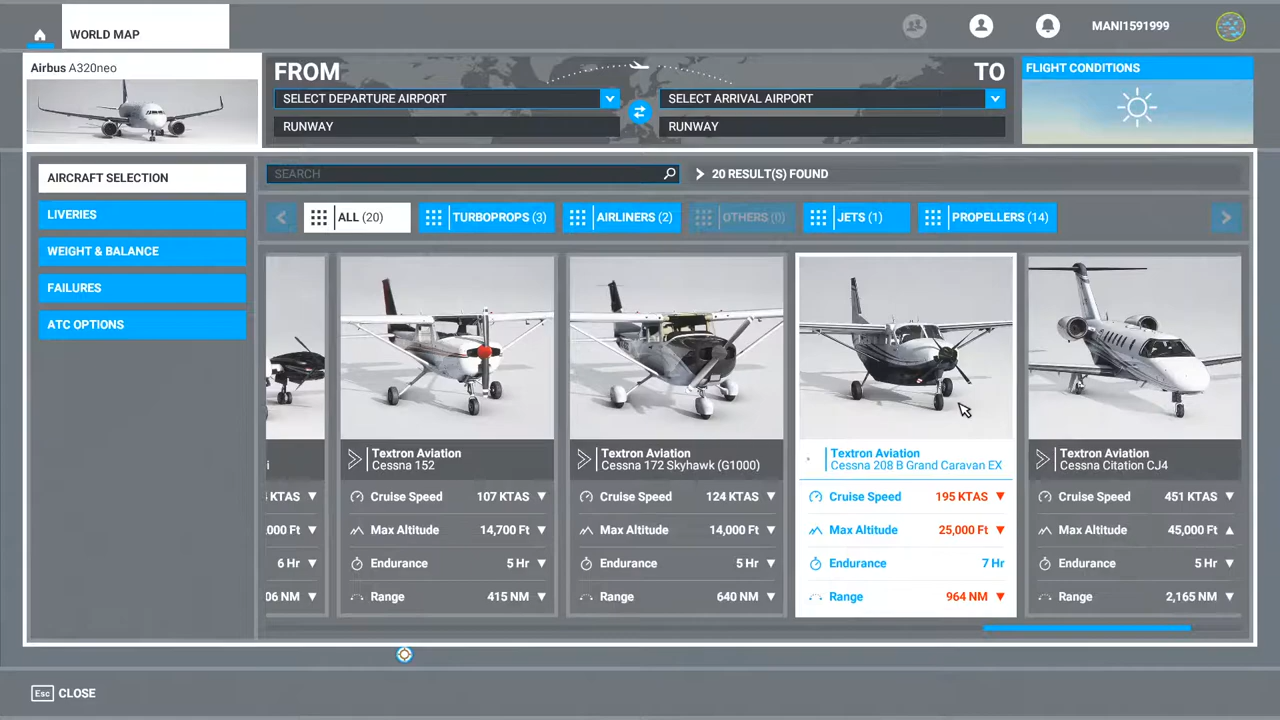 WORLD MAP
MANI1591999
Airbus A320neo
FROM
TO
SELECT DEPARTURE AIRPORT
SELECT ARRIVAL AIRPORT
RUNWAY
RUNWAY
FLIGHT CONDITIONS
AIRCRAFT SELECTION
LIVERIES
WEIGHT & BALANCE
FAILURES
ATC OPTIONS
SEARCH
20 RESULT(S) FOUND
ALL (20)
TURBOPROPS (3)
AIRLINERS (2)
OTHERS (0)
JETS (1)
PROPELLERS (14)
i
000 Ft
6 Hr
06 NM
Textron Aviation
Cessna 152
Cruise Speed 107 KTAS
Max Altitude 14,700 Ft
Endurance 5 Hr
Range 415 NM
Textron Aviation
Cessna 172 Skyhawk (G1000)
Cruise Speed 124 KTAS
Max Altitude 14,000 Ft
Endurance 5 Hr
Range 640 NM
Textron Aviation
Cessna 208 B Grand Caravan EX
Cruise Speed 195 KTAS
Max Altitude 25,000 Ft
Endurance 7 Hr
Range 964 NM
Textron Aviation
Cessna Citation CJ4
Cruise Speed 451 KTAS
Max Altitude 45,000 Ft
Endurance 5 Hr
Range 2,165 NM
Esc CLOSE